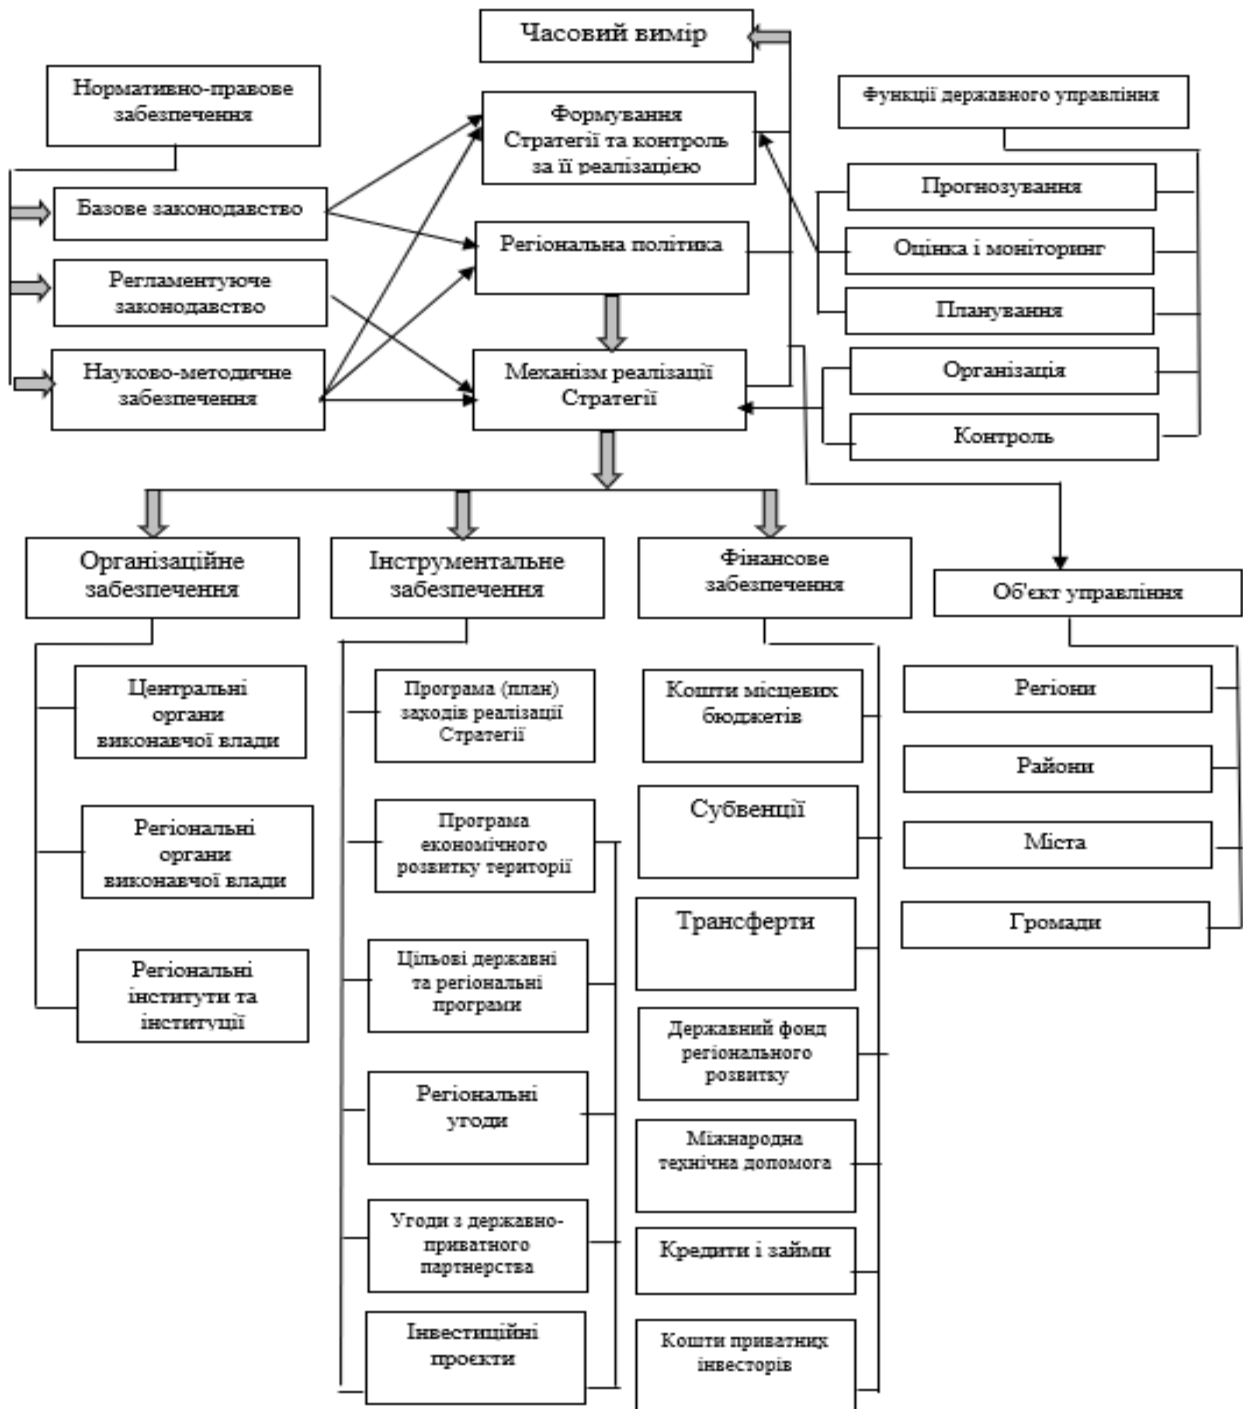 Часовий вимір
Нормативно-правове
забезпечення
Формування
Стратегії та контроль
за її реалізацією
Функції державного управління
Базове законодавство
Регіональна політика
Прогнозування
Оцінка і моніторинг
Регламентуюче
законодавство
Планування
Науково-методичне
забезпечення
Механізм реалізації
Стратегії
Організація
Контроль
Організаційне
забезпечення
Інструментальне
забезпечення
Фінансове
забезпечення
Об'єкт управління
Центральні
органи
виконавчої влади
Регіональні
органи
виконавчої влади
Регіональні
інститути та
інституції
Програма (план)
заходів реалізації
Стратегії
Програма
економічного
розвитку території
Цільові державні
та регіональні
програми
Регіональні
угоди
Угоди з державно-
приватного
партнерства
Інвестиційні
проєкти
Кошти місцевих
бюджетів
Субвенції
Трансферти
Державний фонд
регіонального
розвитку
Міжнародна
технічна допомога
Кредити і займи
Кошти приватних
інвесторів
Регіони
Райони
Міста
Громади